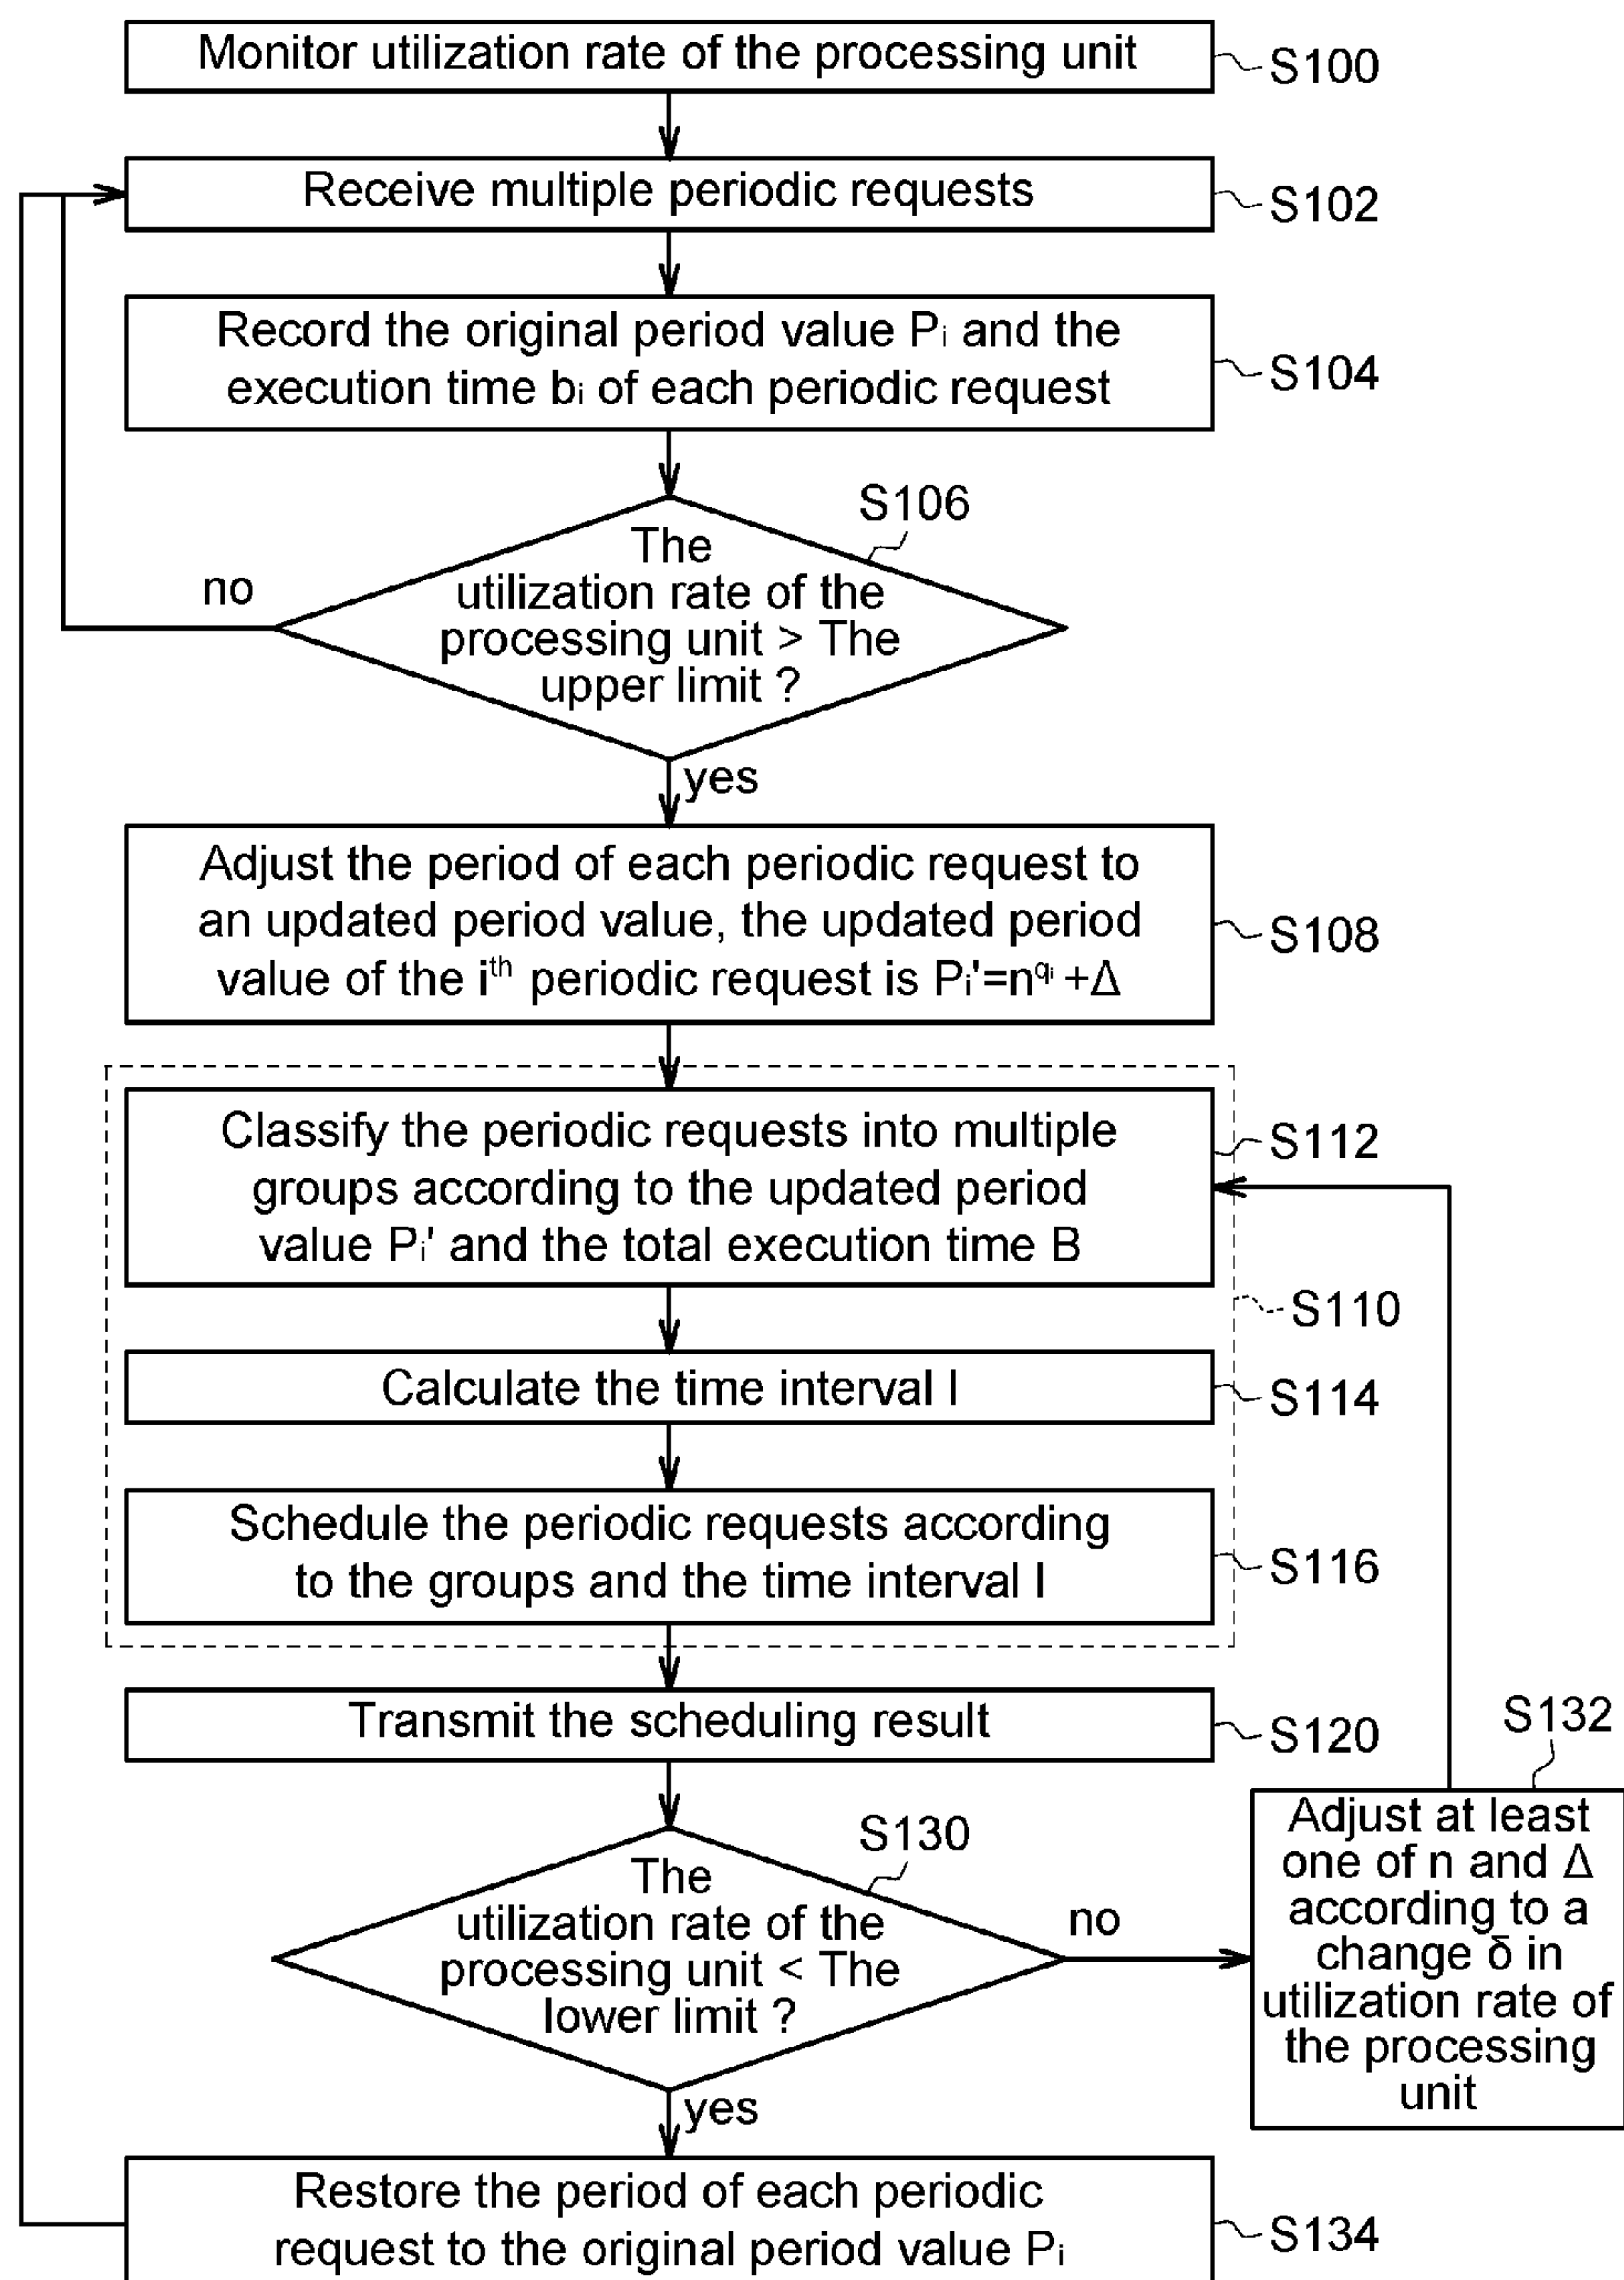 Monitor utilization rate of the processing unit
S100
Receive multiple periodic requests
S102
Record the original period value Pᵢ and the
execution time bᵢ of each periodic request
S104
S106
The
utilization rate of the
processing unit > The
upper limit ?
no
yes
Adjust the period of each periodic request to
an updated period value, the updated period
value of the iᵗʰ periodic request is Pᵢ'=n^qᵢ +Δ
S108
Classify the periodic requests into multiple
groups according to the updated period
value Pᵢ' and the total execution time B
S112
S110
Calculate the time interval I
S114
Schedule the periodic requests according
to the groups and the time interval I
S116
Transmit the scheduling result
S120
S130
The
utilization rate of the
processing unit < The
lower limit ?
no
yes
S132
Adjust at least
one of n and Δ
according to a
change δ in
utilization rate of
the processing
unit
Restore the period of each periodic
request to the original period value Pᵢ
S134